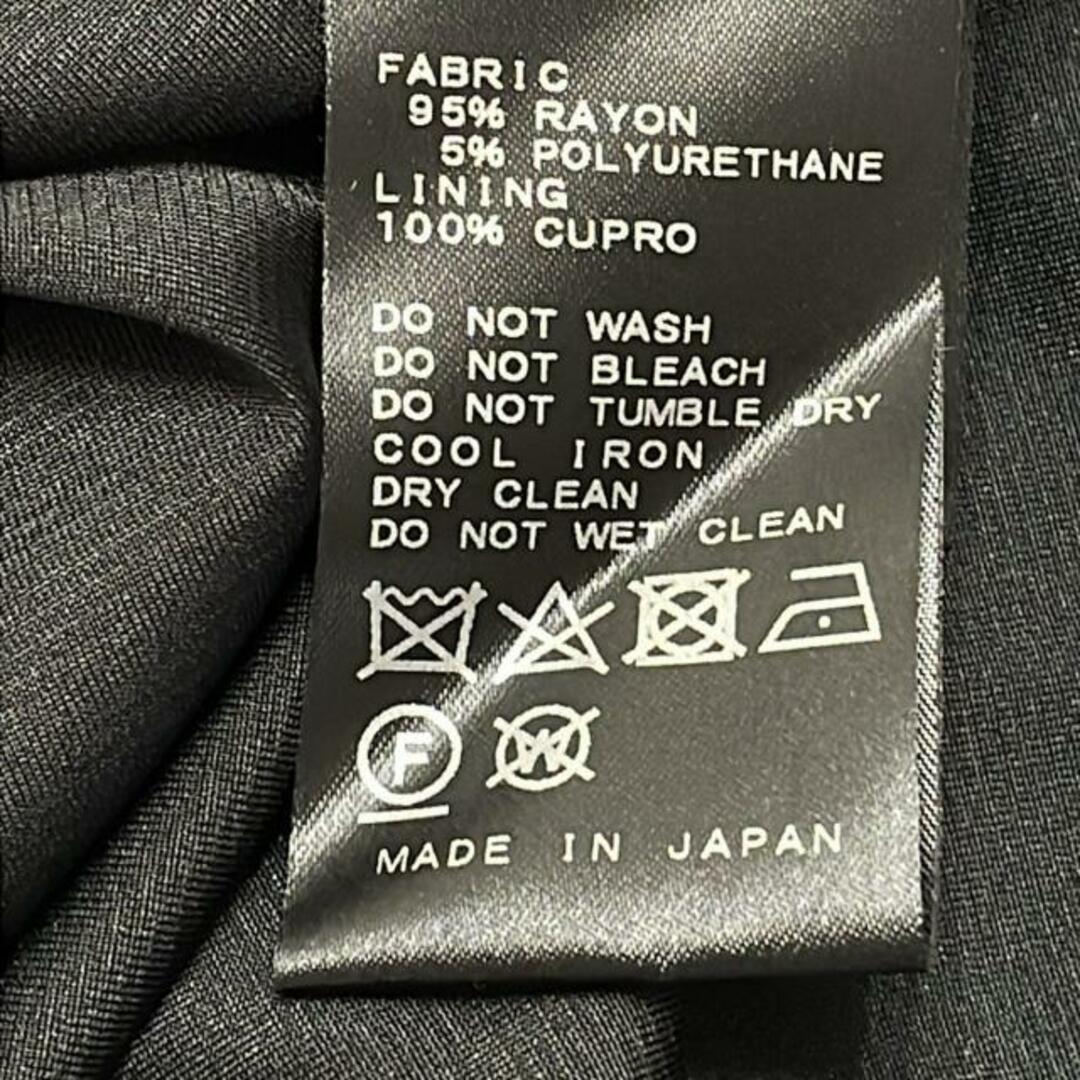 FABRIC
95% RAYON
5% POLYURETHANE
LINING
100% CUPRO
DO NOT WASH
DO NOT BLEACH
DO NOT TUMBLE DRY
COOL IRON
DRY CLEAN
DO NOT WET CLEAN
F W
MADE IN JAPAN